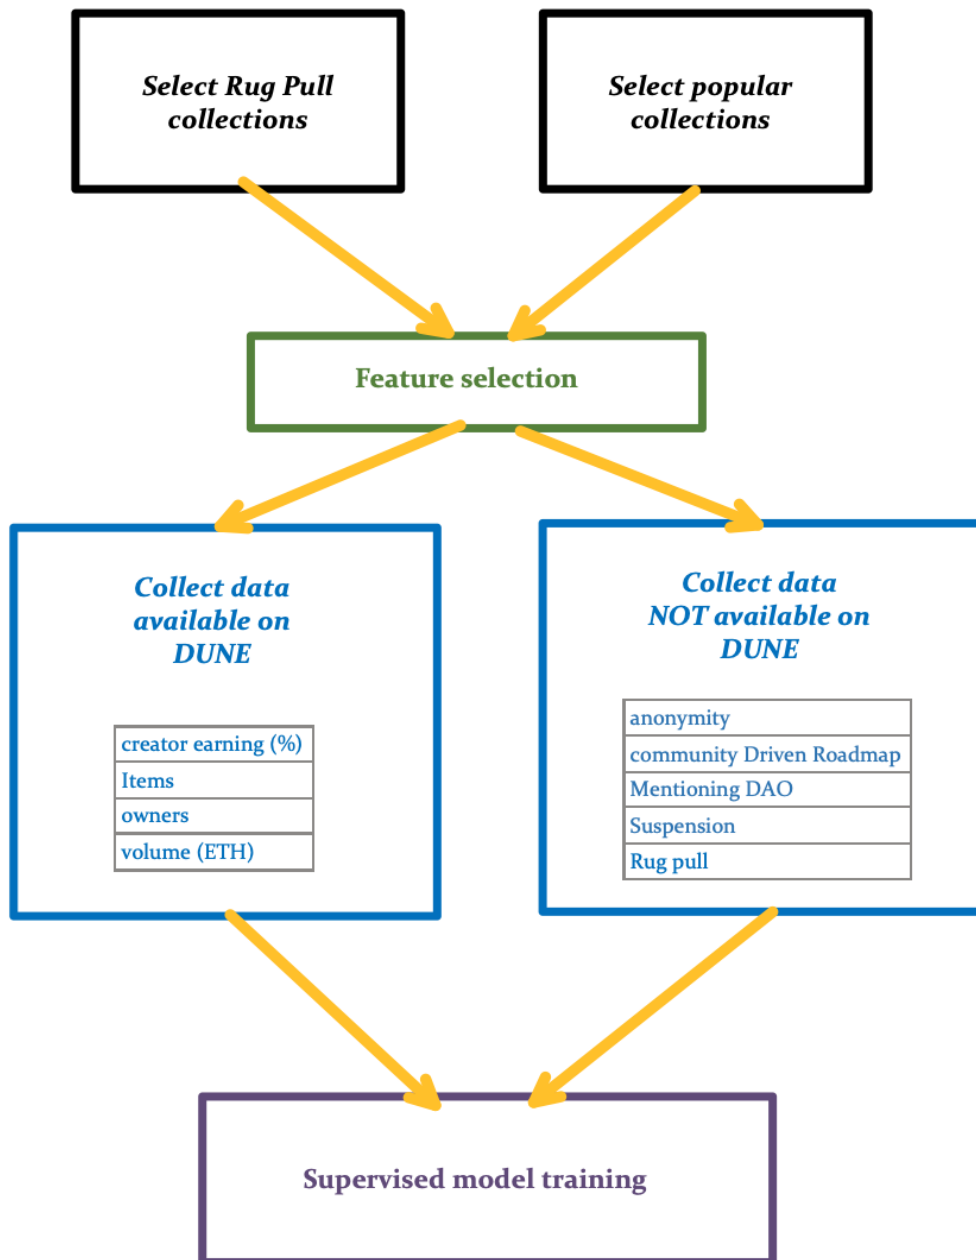 Select Rug Pull
collections
Select popular
collections
Feature selection
Collect data
available on
DUNE
creator earning (%)
Items
owners
volume (ETH)
Collect data
NOT available on
DUNE
anonymity
community Driven Roadmap
Mentioning DAO
Suspension
Rug pull
Supervised model training